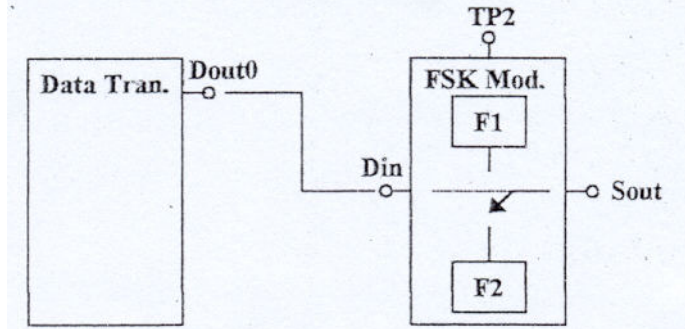 TP2
Data Tran.
Dout0
FSK Mod.
F1
Din
Sout
F2